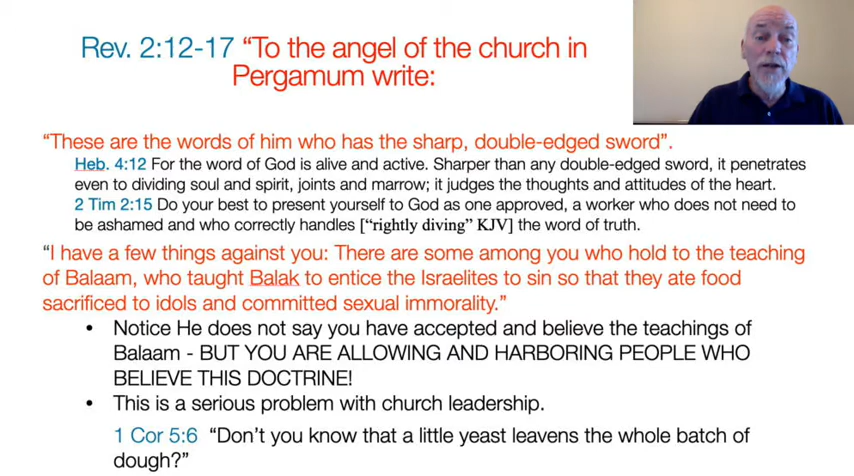 Rev. 2:12-17 “To the angel of the church in
Pergamum write:
“These are the words of him who has the sharp, double-edged sword”.
Heb. 4:12 For the word of God is alive and active. Sharper than any double-edged sword, it penetrates
even to dividing soul and spirit, joints and marrow; it judges the thoughts and attitudes of the heart.
2 Tim 2:15 Do your best to present yourself to God as one approved, a worker who does not need to
be ashamed and who correctly handles [“rightly diving” KJV] the word of truth.
“I have a few things against you: There are some among you who hold to the teaching
of Balaam, who taught Balak to entice the Israelites to sin so that they ate food
sacrificed to idols and committed sexual immorality.”
• Notice He does not say you have accepted and believe the teachings of
Balaam - BUT YOU ARE ALLOWING AND HARBORING PEOPLE WHO
BELIEVE THIS DOCTRINE!
• This is a serious problem with church leadership.
1 Cor 5:6 “Don’t you know that a little yeast leavens the whole batch of
dough?”